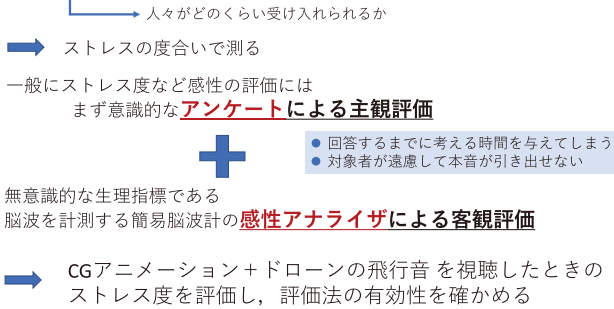 人々がどのくらい受け入れられるか
ストレスの度合いで測る
一般にストレス度など感性の評価には
まず意識的なアンケートによる主観評価
● 回答するまでに考える時間を与えてしまう
● 対象者が遠慮して本音が引き出せない
無意識的な生理指標である
脳波を計測する簡易脳波計の感性アナライザによる客観評価
CGアニメーション＋ドローンの飛行音 を視聴したときの
ストレス度を評価し，評価法の有効性を確かめる